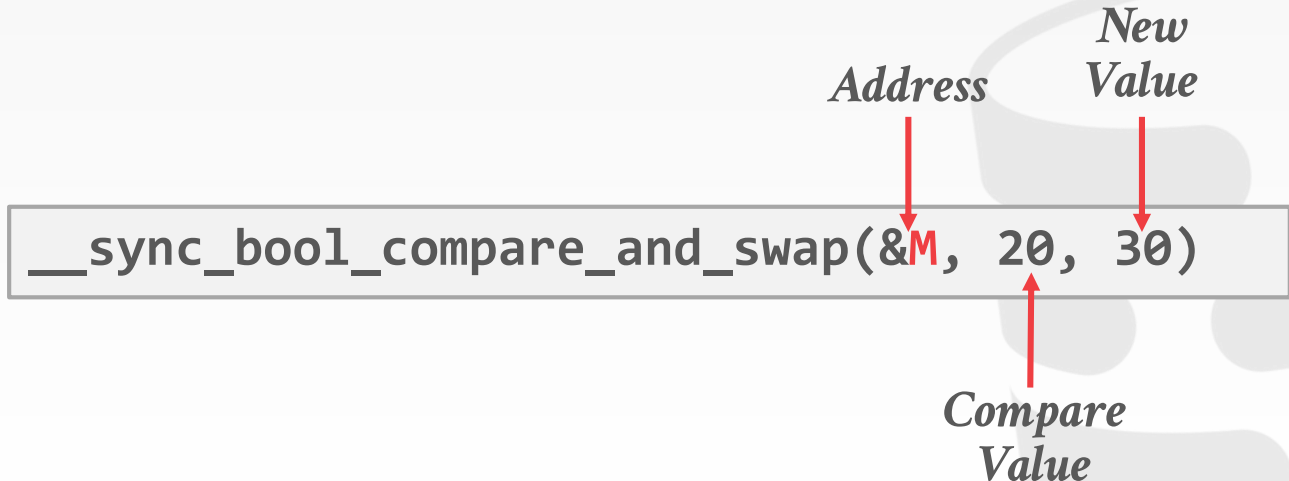 New
Value
Address
__sync_bool_compare_and_swap(&M, 20, 30)
Compare
Value